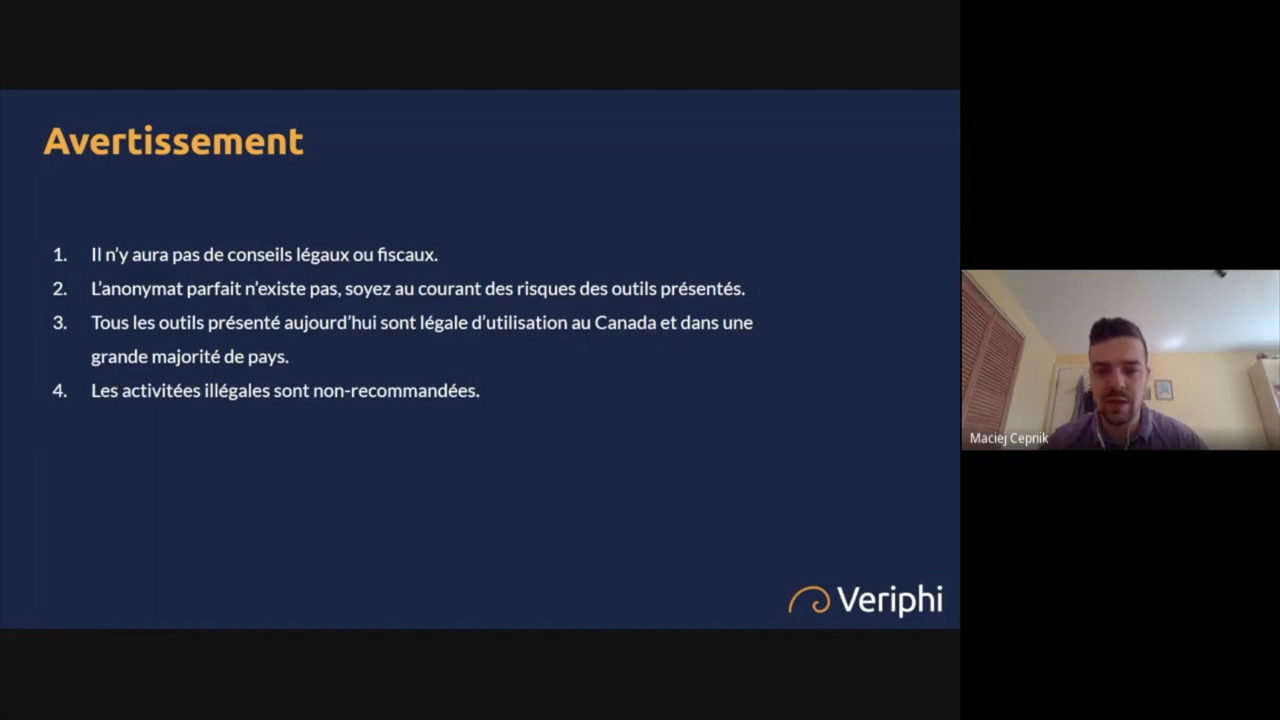 Avertissement
1. Il n'y aura pas de conseils légaux ou fiscaux.
2. L'anonymat parfait n'existe pas, soyez au courant des risques des outils présentés.
3. Tous les outils présenté aujourd'hui sont légale d'utilisation au Canada et dans une
grande majorité de pays.
4. Les activitées illégales sont non-recommandées.
Veriphi
Maciej Cepnik